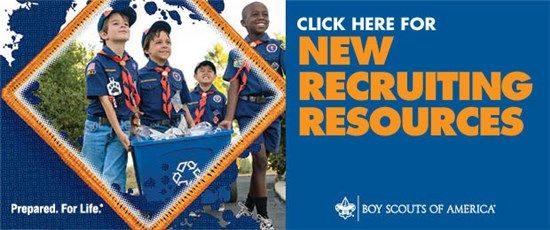 CLICK HERE FOR
NEW
RECRUITING
RESOURCES
Prepared. For Life.®
BOY SCOUTS OF AMERICA®